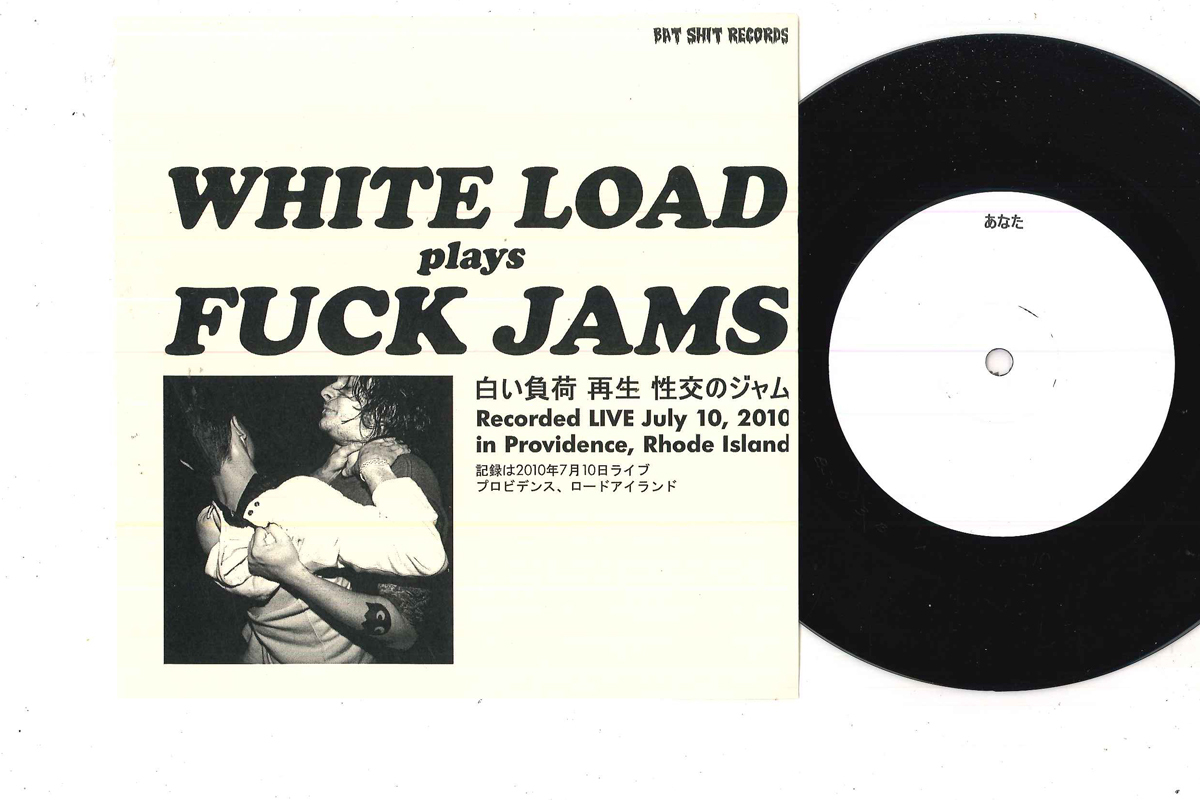 BAT SHIT RECORDS
WHITE LOAD
plays
FUCK JAMS
白い負荷 再生 性交のジャム
Recorded LIVE July 10, 2010
in Providence, Rhode Island
記録は2010年7月10日ライブ
プロビデンス、ロードアイランド
あなた